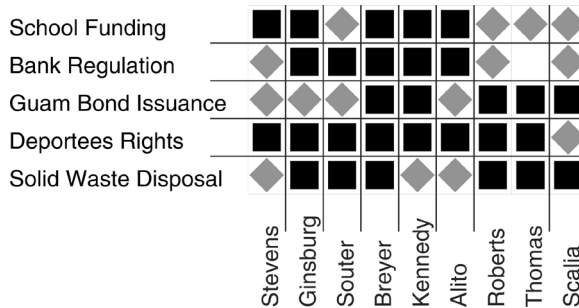 School Funding
Bank Regulation
Guam Bond Issuance
Deportees Rights
Solid Waste Disposal
Stevens
Ginsburg
Souter
Breyer
Kennedy
Alito
Roberts
Thomas
Scalia